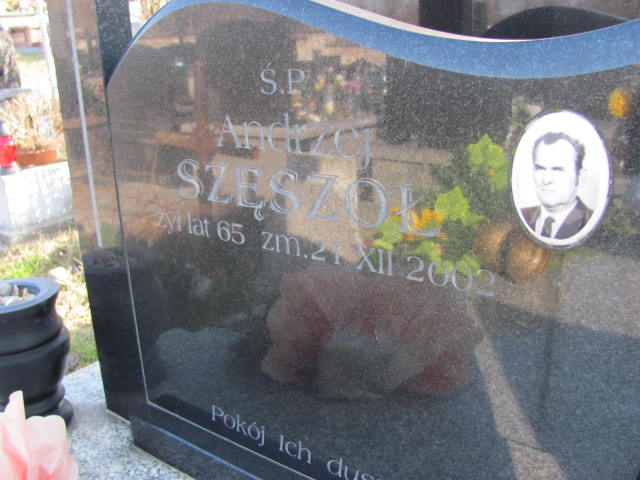 Ś.P.
Andrzej
SZĘSZOŁ
żył lat 65 zm. 21 XII 2002
Pokój Ich